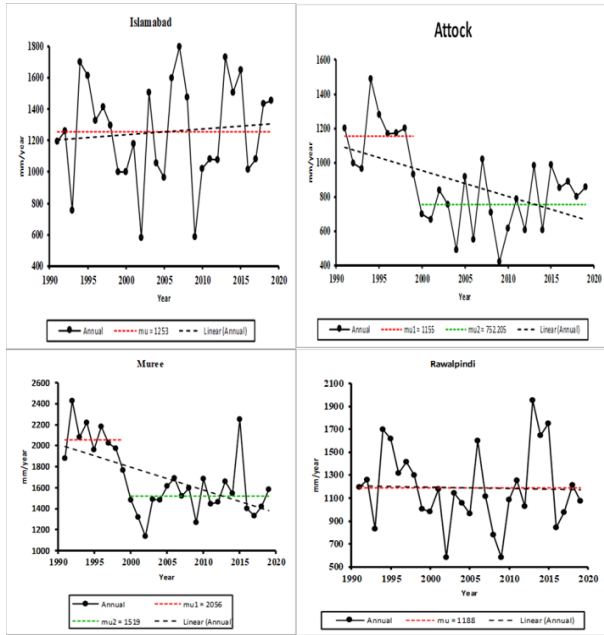 Islamabad
mm/year
1800
1600
1400
1200
1000
800
600
400
1990 1995 2000 2005 2010 2015 2020
Year
Annual mu = 1253 Linear (Annual)
Attock
mm/year
1600
1400
1200
1000
800
600
400
1990 1995 2000 2005 2010 2015 2020
Year
Annual mu1 = 1155
mu2 = 752.205 Linear (Annual)
Muree
mm/year
2600
2400
2200
2000
1800
1600
1400
1200
1000
1990 1995 2000 2005 2010 2015 2020
Year
Annual mu1 = 2056
mu2 = 1519 Linear (Annual)
Rawalpindi
mm/year
2100
1900
1700
1500
1300
1100
900
700
500
1990 1995 2000 2005 2010 2015 2020
Year
Annual mu = 1188 Linear (Annual)